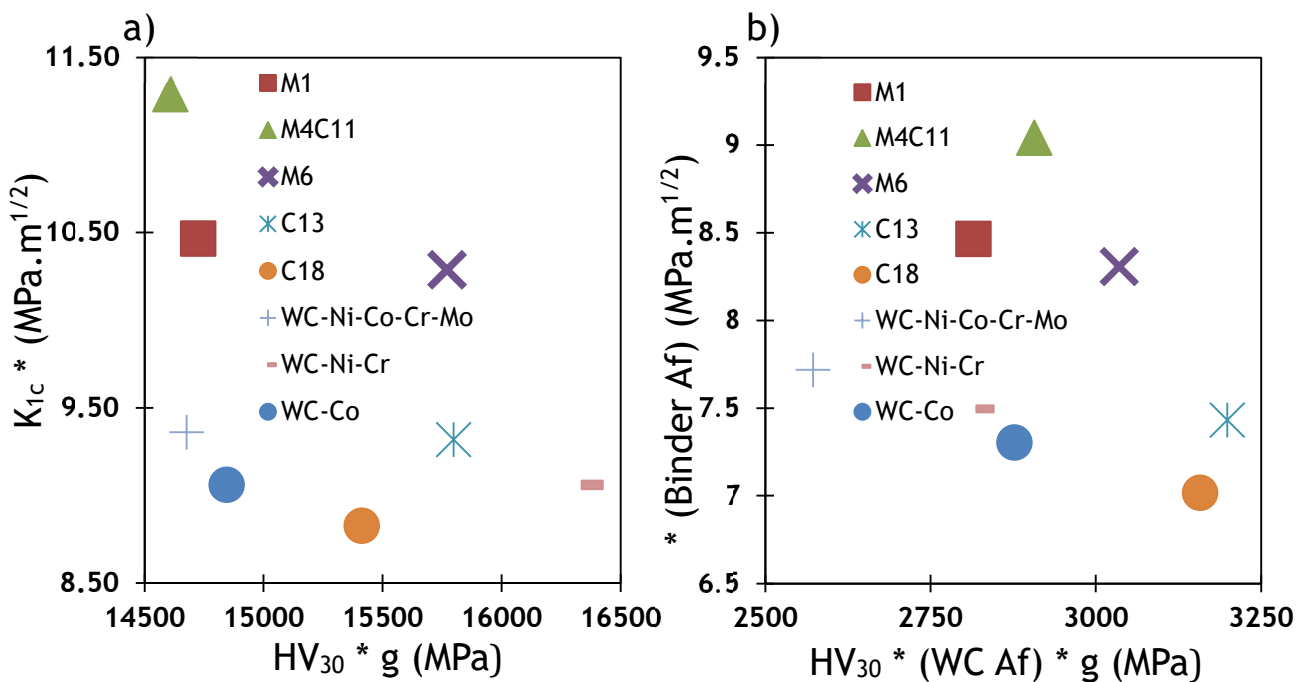 a)
K1c * (MPa.m1/2)
11.50
10.50
9.50
8.50
14500 15000 15500 16000 16500
HV30 * g (MPa)
M1
M4C11
M6
C13
C18
WC-Ni-Co-Cr-Mo
WC-Ni-Cr
WC-Co
b)
* (Binder Af) (MPa.m1/2)
9.5
9
8.5
8
7.5
7
6.5
2500 2750 3000 3250
HV30 * (WC Af) * g (MPa)
M1
M4C11
M6
C13
C18
WC-Ni-Co-Cr-Mo
WC-Ni-Cr
WC-Co